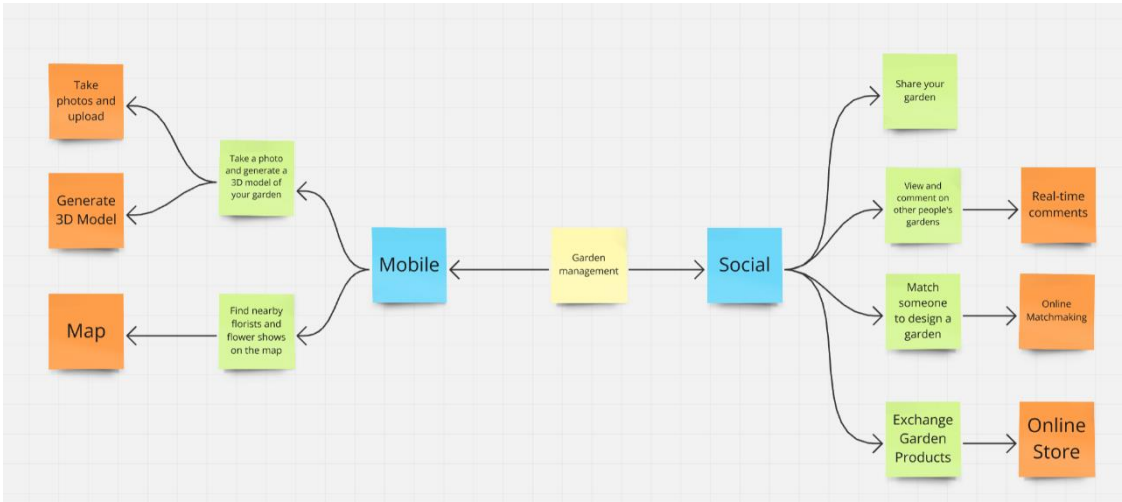 Take
photos and
upload
Generate
3D Model
Map
Take a photo
and generate a
3D model of
your garden
Find nearby
florists and
flower shows
on the map
Mobile
Garden
management
Social
Share your
garden
View and
comment on
other people's
gardens
Match
someone
to design a
garden
Exchange
Garden
Products
Real-time
comments
Online
Matchmaking
Online
Store